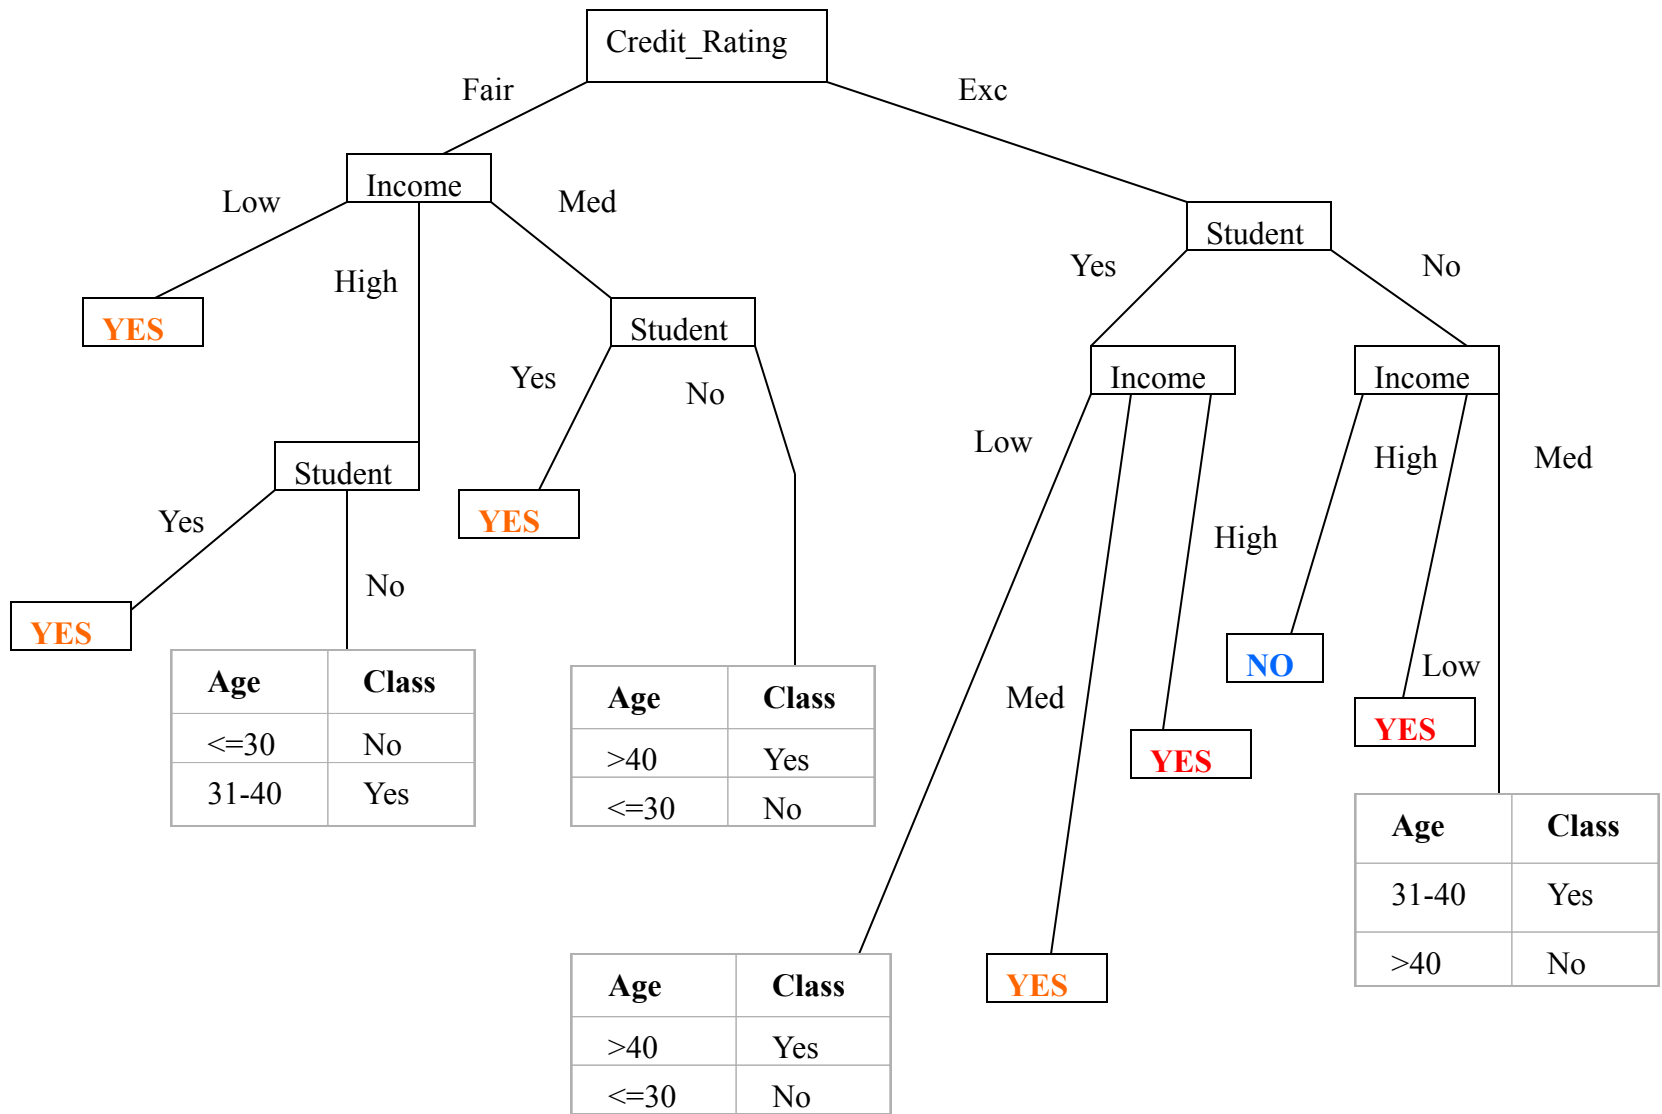 Credit_Rating
Fair
Exc
Income
Low
Med
Student
Yes
No
High
YES
Student
Yes
No
Income
Income
Low
High
Med
Student
YES
Yes
High
No
YES
NO
Low
Med
YES
YES
Age Class
<=30 No
31-40 Yes
Age Class
>40 Yes
<=30 No
Age Class
31-40 Yes
>40 No
Age Class
>40 Yes
<=30 No
YES